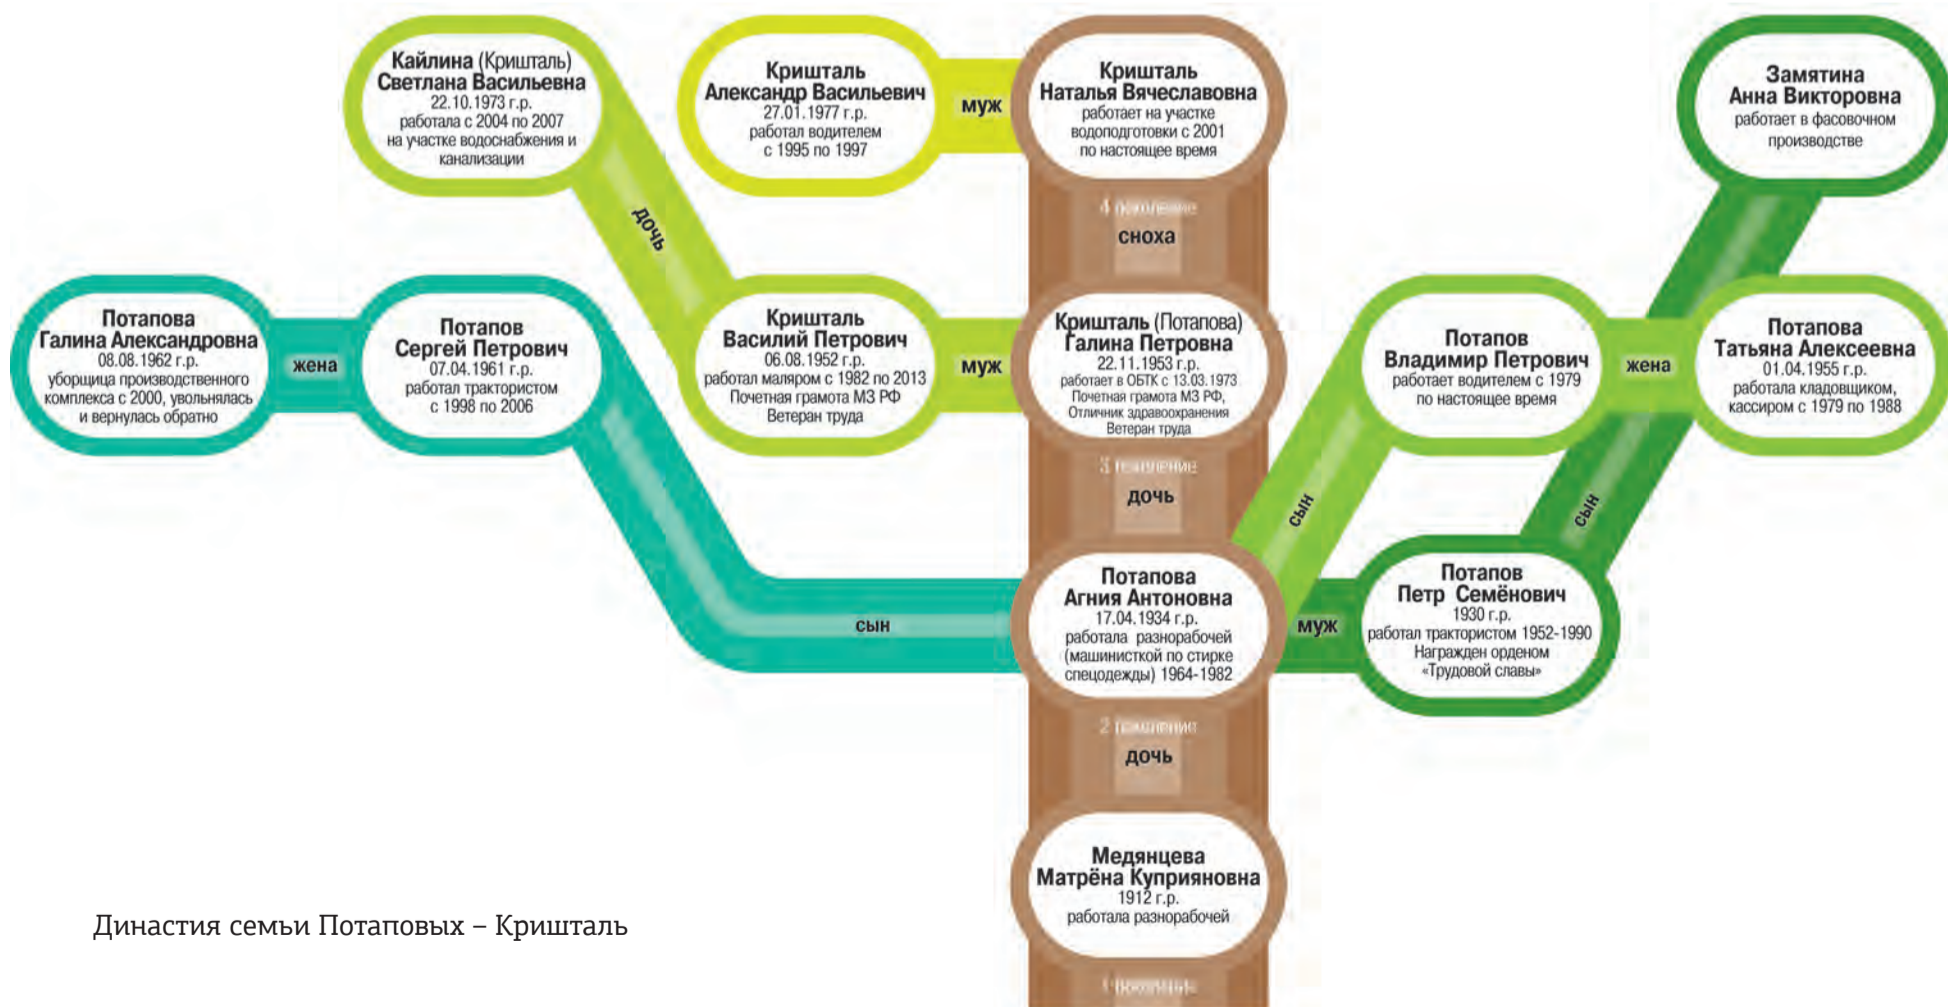 Кайлина (Кришталь)
Светлана Васильевна
22.10.1973 г.р.
работала с 2004 по 2007
на участке водоснабжения и
канализации
Кришталь
Александр Васильевич
27.01.1977 г.р.
работал водителем
с 1995 по 1997
муж
Кришталь
Наталья Вячеславовна
работает на участке
водоподготовки с 2001
по настоящее время
Замятина
Анна Викторовна
работает в фасовочном
производстве
4 поколение
сноха
дочь
Потапова
Галина Александровна
08.08.1962 г.р.
уборщица производственного
комплекса с 2000, увольнялась
и вернулась обратно
жена
Потапов
Сергей Петрович
07.04.1961 г.р.
работал трактористом
с 1998 по 2006
Кришталь
Василий Петрович
06.08.1952 г.р.
работал маляром с 1982 по 2013
Почетная грамота МЗ РФ
Ветеран труда
муж
Кришталь (Потапова)
Галина Петровна
22.11.1953 г.р.
работает в ОБТК с 13.03.1973
Почетная грамота МЗ РФ,
Отличник здравоохранения
Ветеран труда
Потапов
Владимир Петрович
работает водителем с 1979
по настоящее время
жена
Потапова
Татьяна Алексеевна
01.04.1955 г.р.
работала кладовщиком,
кассиром с 1979 по 1988
3 поколение
дочь
сын
сын
сын
Потапова
Агния Антоновна
17.04.1934 г.р.
работала разнорабочей
(машинисткой по стирке
спецодежды) 1964-1982
муж
Потапов
Петр Семёнович
1930 г.р.
работал трактористом 1952-1990
Награжден орденом
«Трудовой славы»
2 поколение
дочь
Медянцева
Матрёна Куприяновна
1912 г.р.
работала разнорабочей
1 поколение
Династия семьи Потаповых – Кришталь